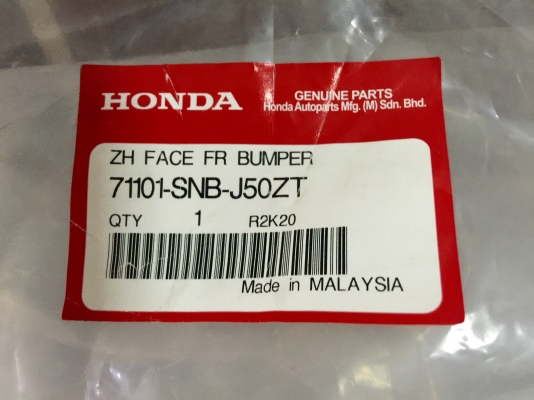 HONDA
GENUINE PARTS
Honda Autoparts Mfg. (M) Sdn. Bhd.
ZH FACE FR BUMPER
71101-SNB-J50ZT
QTY 1 R2K20
Made in MALAYSIA